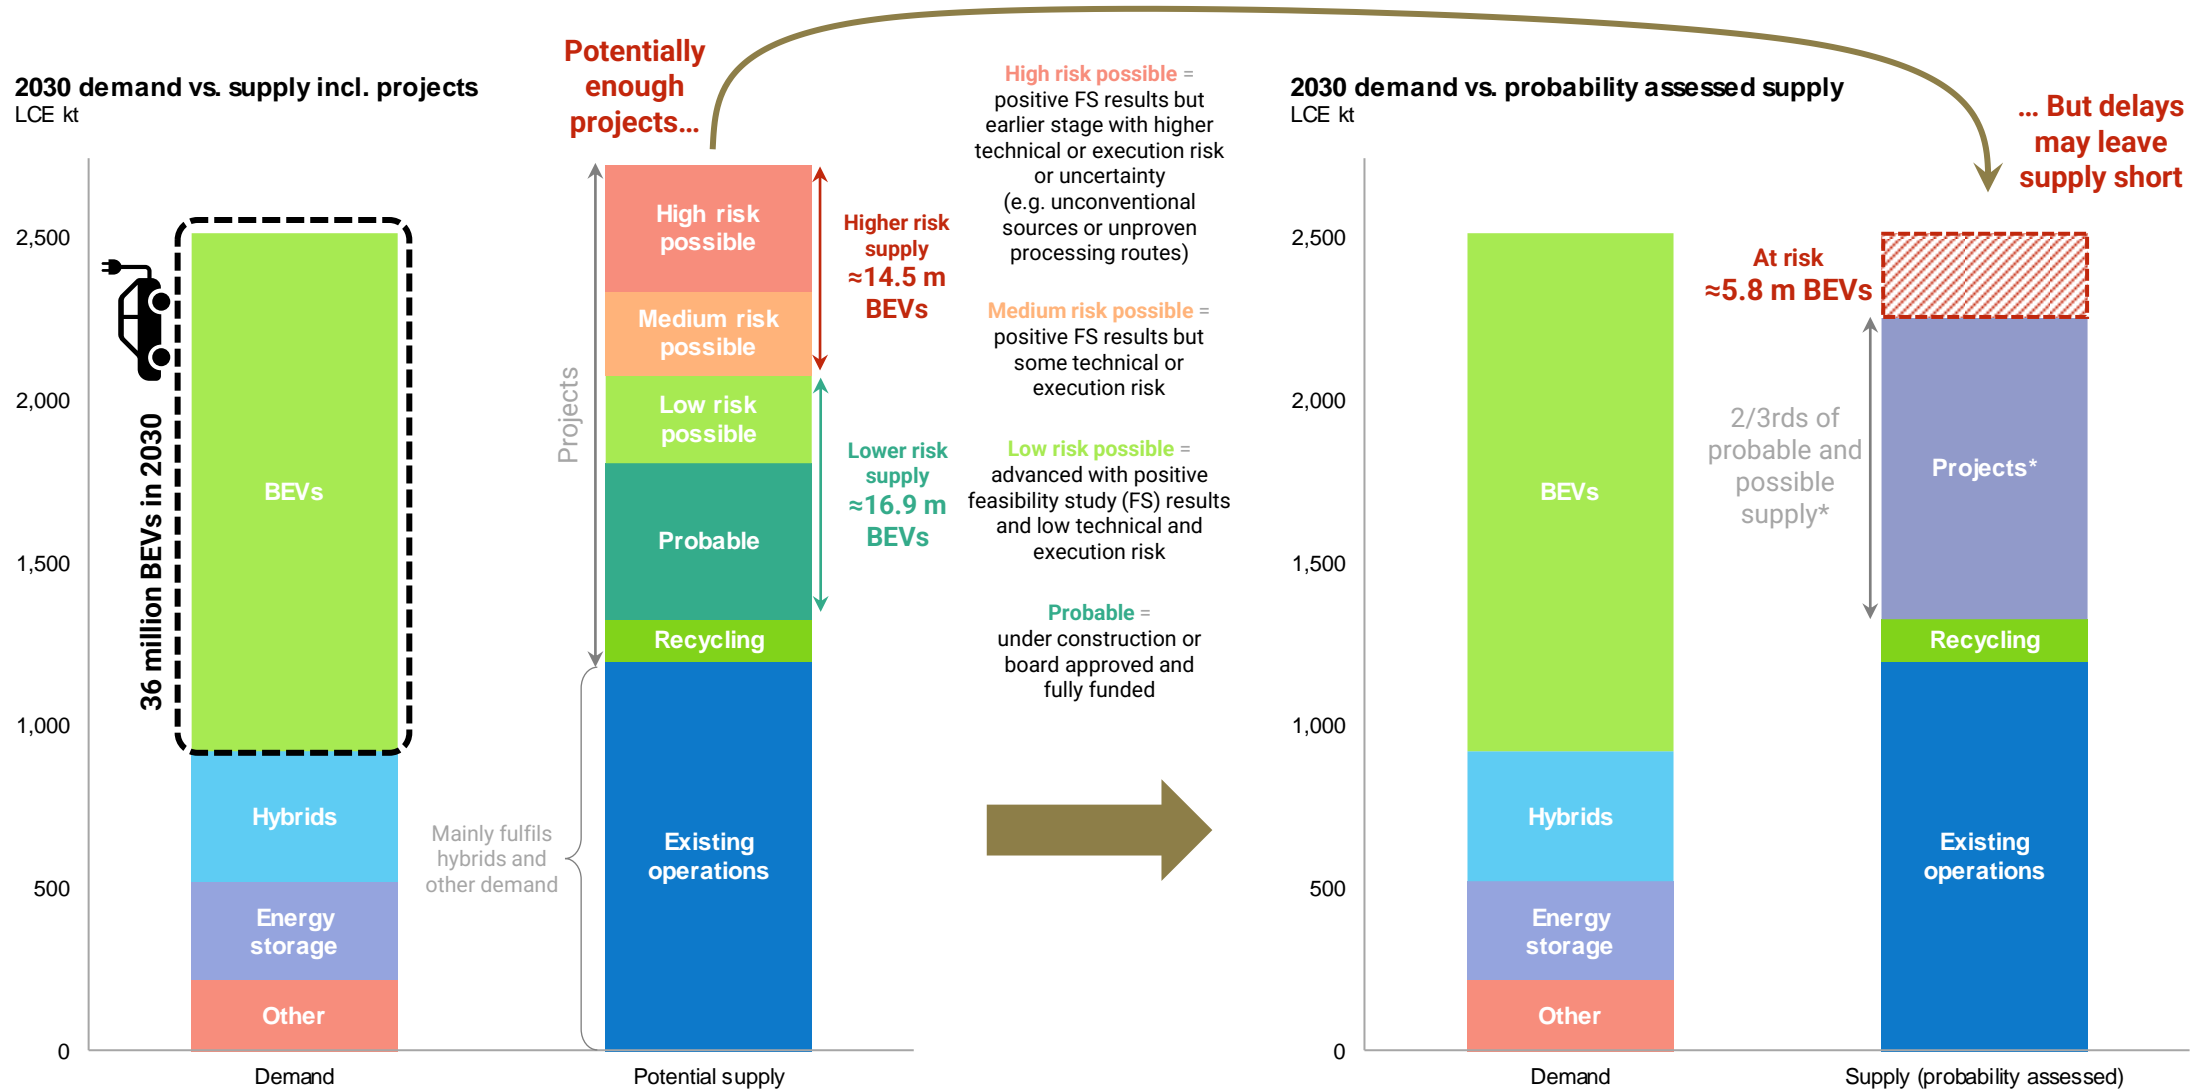 2030 demand vs. supply incl. projects
LCE kt
2,500
2,000
1,500
1,000
500
0
36 million BEVs in 2030
BEVs
Hybrids
Energy
storage
Other
Demand
Potentially
enough
projects...
Projects
Mainly fulfils
hybrids and
other demand
High risk
possible
Medium risk
possible
Low risk
possible
Probable
Recycling
Existing
operations
Potential supply
Higher risk
supply
≈14.5 m
BEVs
Lower risk
supply
≈16.9 m
BEVs
High risk possible =
positive FS results but
earlier stage with higher
technical or execution risk
or uncertainty
(e.g. unconventional
sources or unproven
processing routes)
Medium risk possible =
positive FS results but
some technical or
execution risk
Low risk possible =
advanced with positive
feasibility study (FS) results
and low technical and
execution risk
Probable =
under construction or
board approved and
fully funded
2030 demand vs. probability assessed supply
LCE kt
2,500
2,000
1,500
1,000
500
0
BEVs
Hybrids
Energy
storage
Other
Demand
... But delays
may leave
supply short
At risk
≈5.8 m BEVs
2/3rds of
probable and
possible
supply*
Projects*
Recycling
Existing
operations
Supply (probability assessed)